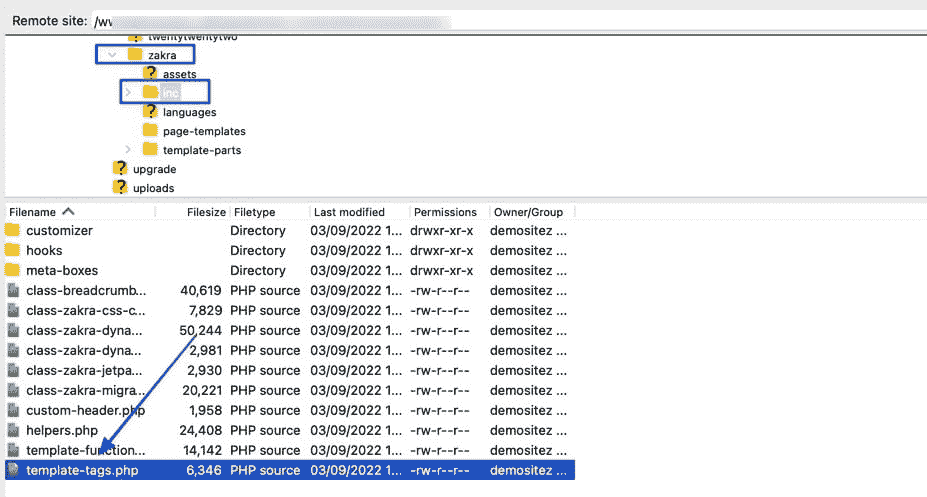 Remote site: /w
twentytwentytwo
zakra
assets
inc
languages
page-templates
template-parts
upgrade
uploads
Filename Filesize Filetype Last modified Permissions Owner/Group
customizer Directory 03/09/2022 1... drwxr-xr-x demositez ...
hooks Directory 03/09/2022 1... drwxr-xr-x demositez ...
meta-boxes Directory 03/09/2022 1... drwxr-xr-x demositez ...
class-breadcrumb... 40,619 PHP source 03/09/2022 1... -rw-r--r-- demositez ...
class-zakra-css-c... 7,829 PHP source 03/09/2022 1... -rw-r--r-- demositez ...
class-zakra-dyna... 50,244 PHP source 03/09/2022 1... -rw-r--r-- demositez ...
class-zakra-dyna... 2,981 PHP source 03/09/2022 1... -rw-r--r-- demositez ...
class-zakra-jetpa... 2,930 PHP source 03/09/2022 1... -rw-r--r-- demositez ...
class-zakra-migra... 20,221 PHP source 03/09/2022 1... -rw-r--r-- demositez ...
custom-header.php 1,958 PHP source 03/09/2022 1... -rw-r--r-- demositez ...
helpers.php 24,408 PHP source 03/09/2022 1... -rw-r--r-- demositez ...
template-function... 14,142 PHP source 03/09/2022 1... -rw-r--r-- demositez ...
template-tags.php 6,346 PHP source 03/09/2022 1... -rw-r--r-- demositez ...